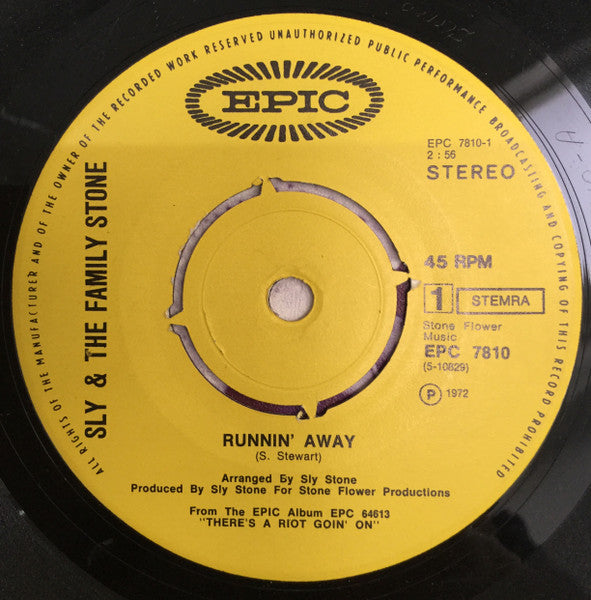 ALL RIGHTS OF THE MANUFACTURER AND OF THE OWNER OF THE RECORDED WORK RESERVED UNAUTHORIZED PUBLIC PERFORMANCE BROADCASTING AND COPYING OF THIS RECORD PROHIBITED
EPIC
SLY & THE FAMILY STONE
EPC 7810-1
2 : 56
STEREO
45 RPM
1 STEMRA
Stone Flower
Music
EPC 7810
(5-10829)
Ⓟ 1972
RUNNIN' AWAY
(S. Stewart)
Arranged By Sly Stone
Produced By Sly Stone For Stone Flower Productions
From The EPIC Album EPC 64613
"THERE'S A RIOT GOIN' ON"